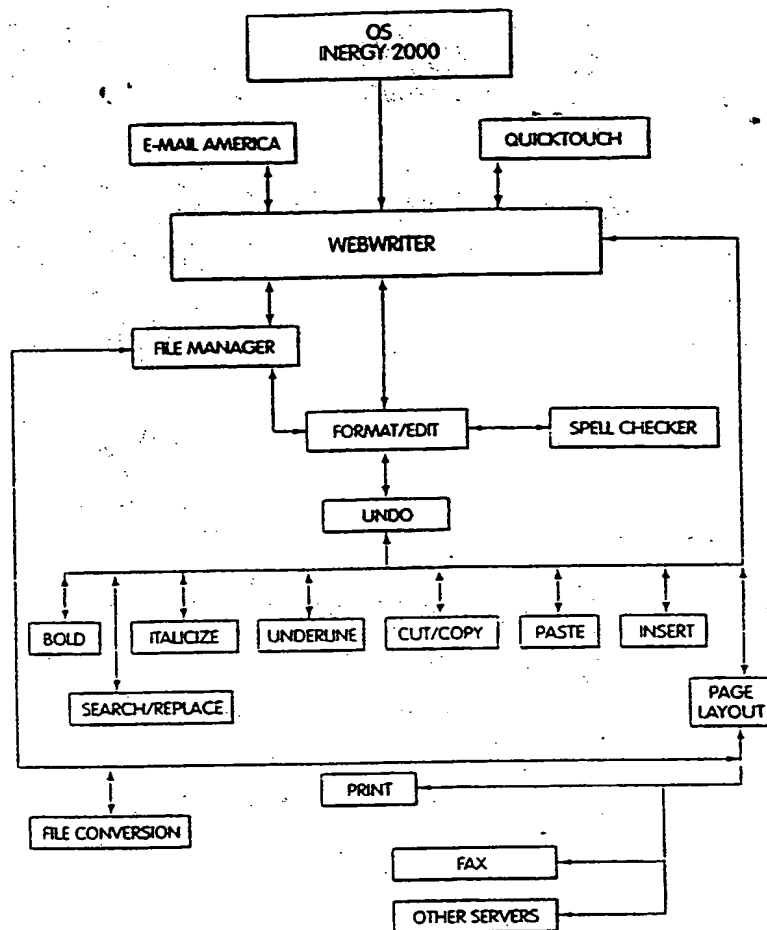 OS
INERGY 2000
E-MAIL AMERICA
QUICKTOUCH
WEBWRITER
FILE MANAGER
FORMAT/EDIT
SPELL CHECKER
UNDO
BOLD
ITALICIZE
UNDERLINE
CUT/COPY
PASTE
INSERT
SEARCH/REPLACE
PAGE
LAYOUT
PRINT
FILE CONVERSION
FAX
OTHER SERVERS